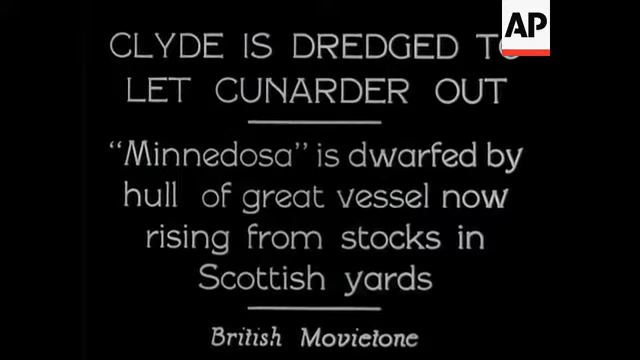 AP
CLYDE IS DREDGED TO
LET CUNARDER OUT
"Minnedosa" is dwarfed by
hull of great vessel now
rising from stocks in
Scottish yards
British Movietone